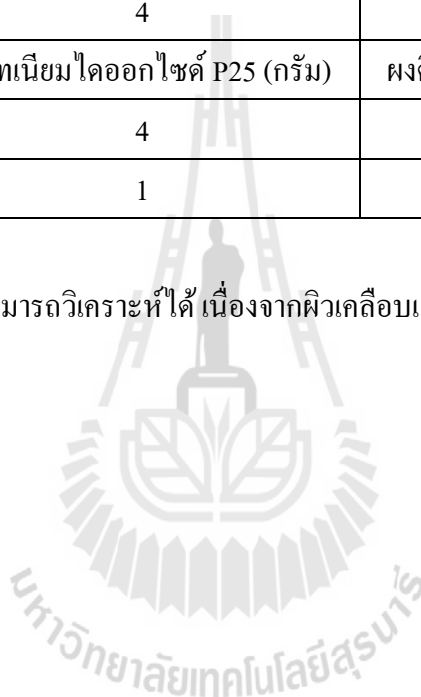 4
ทเนียมไดออกไซด์ P25 (กรัม) ผง
4
1
มารถวิเคราะห์ได้ เนื่องจากผิวเคลือบ
มหาวิทยาลัยเทคโนโลยีสุรนารี